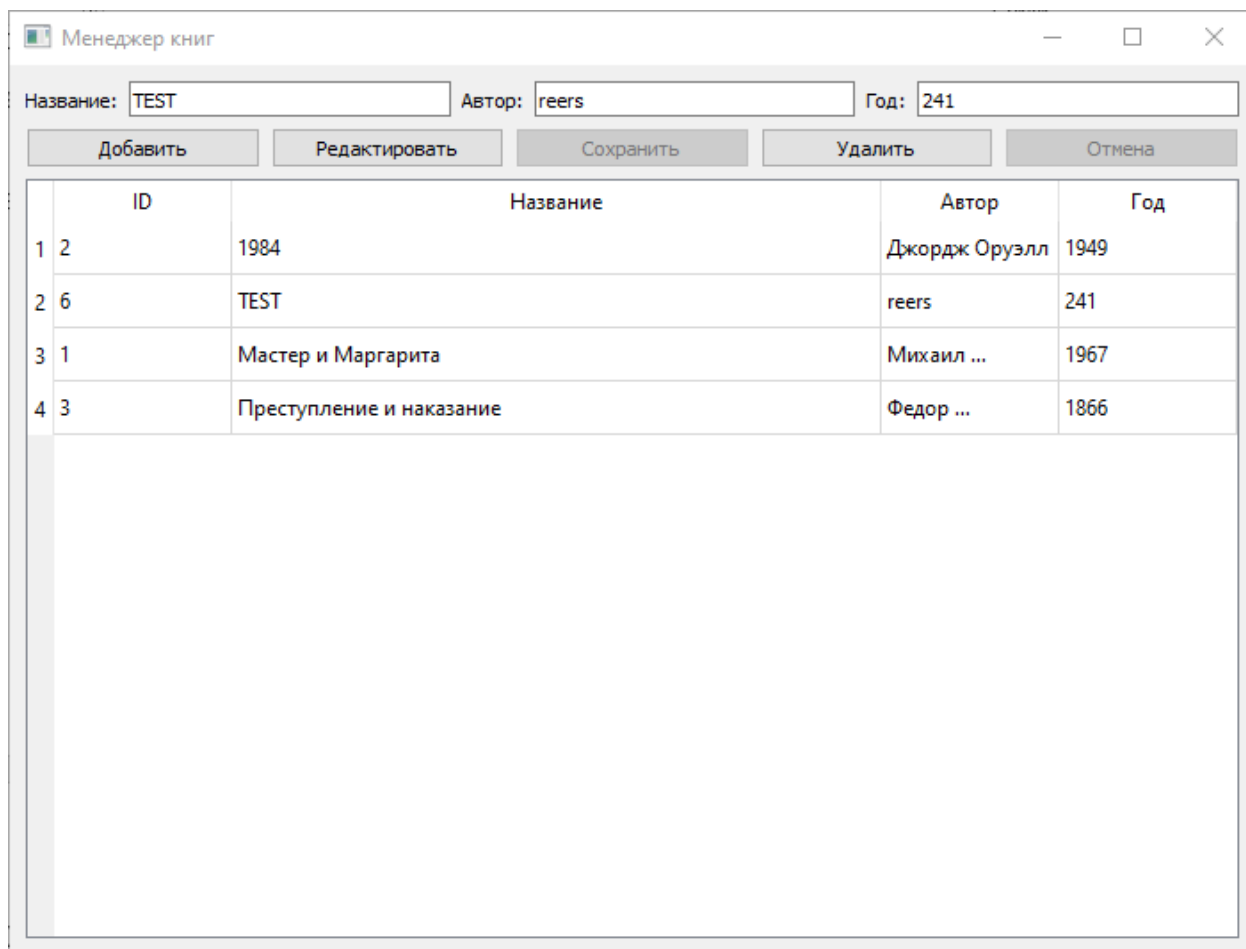 Менеджер книг
Название: TEST Автор: reers Год: 241
Добавить Редактировать Сохранить Удалить Отмена
ID Название Автор Год
1 2 1984 Джордж Оруэлл 1949
2 6 TEST reers 241
3 1 Мастер и Маргарита Михаил ... 1967
4 3 Преступление и наказание Федор ... 1866